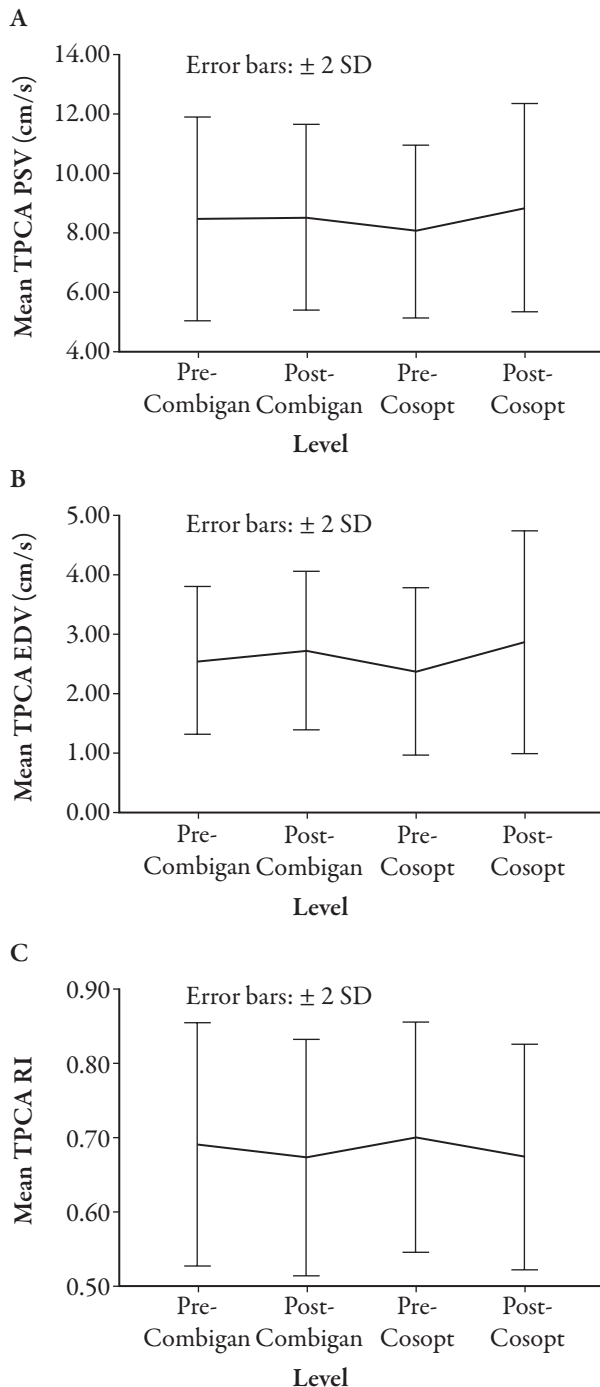 A
Error bars: ± 2 SD
Mean TPCA PSV (cm/s)
14.00
12.00
10.00
8.00
6.00
4.00
Pre-
Combigan
Post-
Combigan
Pre-
Cosopt
Post-
Cosopt
Level
B
Error bars: ± 2 SD
Mean TPCA EDV (cm/s)
5.00
4.00
3.00
2.00
1.00
0.00
Pre-
Combigan
Post-
Combigan
Pre-
Cosopt
Post-
Cosopt
Level
C
Error bars: ± 2 SD
Mean TPCA RI
0.90
0.80
0.70
0.60
0.50
Pre-
Combigan
Post-
Combigan
Pre-
Cosopt
Post-
Cosopt
Level